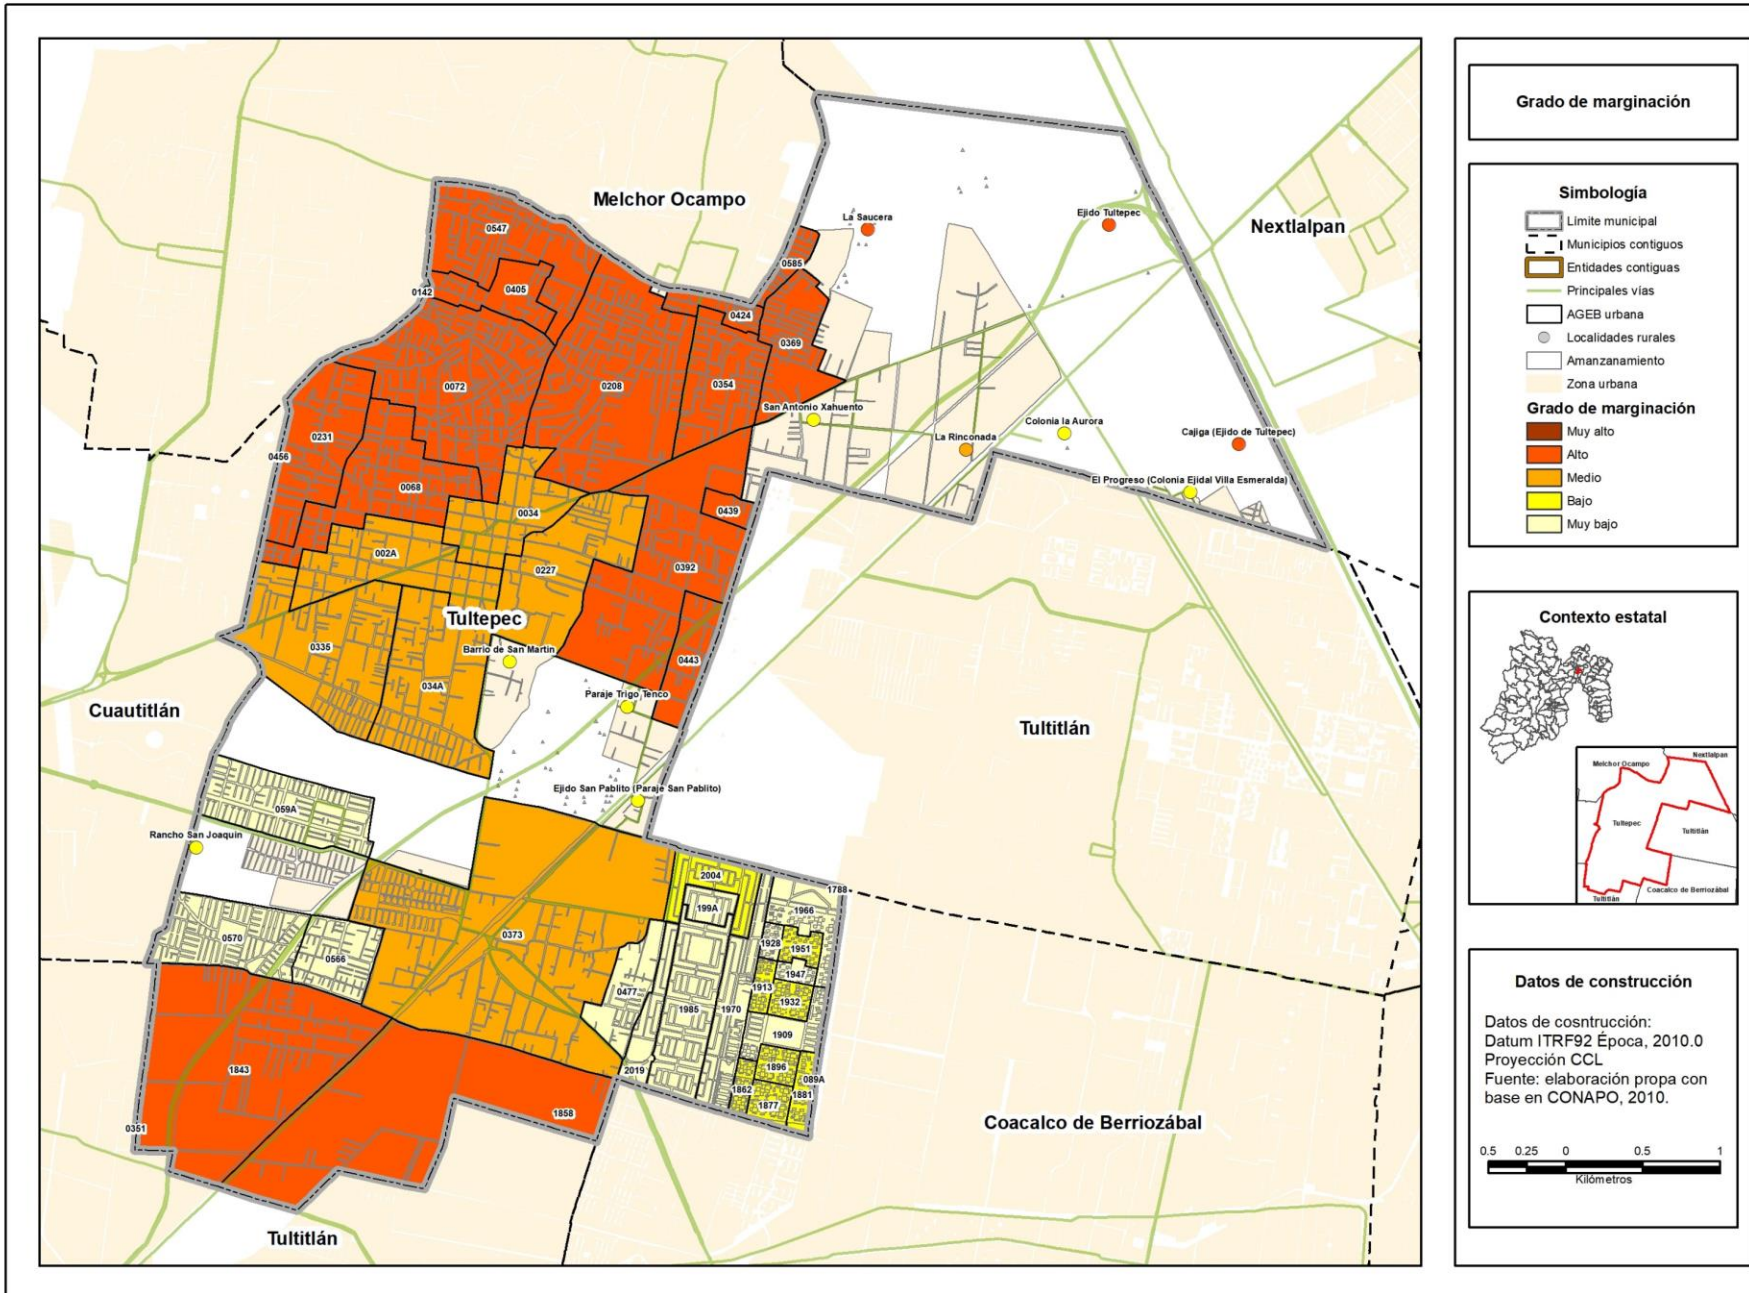 Melchor Ocampo
Nextlalpan
La Saucera
Ejido Tultepec
0547
0585
0405
0142
0424
0369
0072
0208
0354
San Antonio Xahuento
Colonia la Aurora
0231
La Rinconada
Cajiga (Ejido de Tultepec)
0456
0068
El Progreso (Colonia Ejidal Villa Esmeralda)
0034
0439
002A
0227
0392
Tultepec
0335
Barrio de San Martín
0443
034A
Paraje Trigo Tenco
Cuautitlán
Tultitlán
Ejido San Pablito (Paraje San Pablito)
059A
Rancho San Joaquín
2004
1788
199A
1966
0570
0373
1928
1951
0566
1947
0477
1913
1932
1985
1970
1909
1843
2019
1896
089A
1862
1877
1881
1858
0351
Coacalco de Berriozábal
Tultitlán
Grado de marginación
Simbología
Límite municipal
Municipios contiguos
Entidades contiguas
Principales vías
AGEB urbana
Localidades rurales
Amanzanamiento
Zona urbana
Grado de marginación
Muy alto
Alto
Medio
Bajo
Muy bajo
Contexto estatal
Nextlalpan
Melchor Ocampo
Tultepec
Tultitlán
Coacalco de Berriozábal
Tultitlán
Datos de construcción
Datos de cosntrucción:
Datum ITRF92 Época, 2010.0
Proyección CCL
Fuente: elaboración propa con
base en CONAPO, 2010.
0.5 0.25 0 0.5 1
Kilómetros